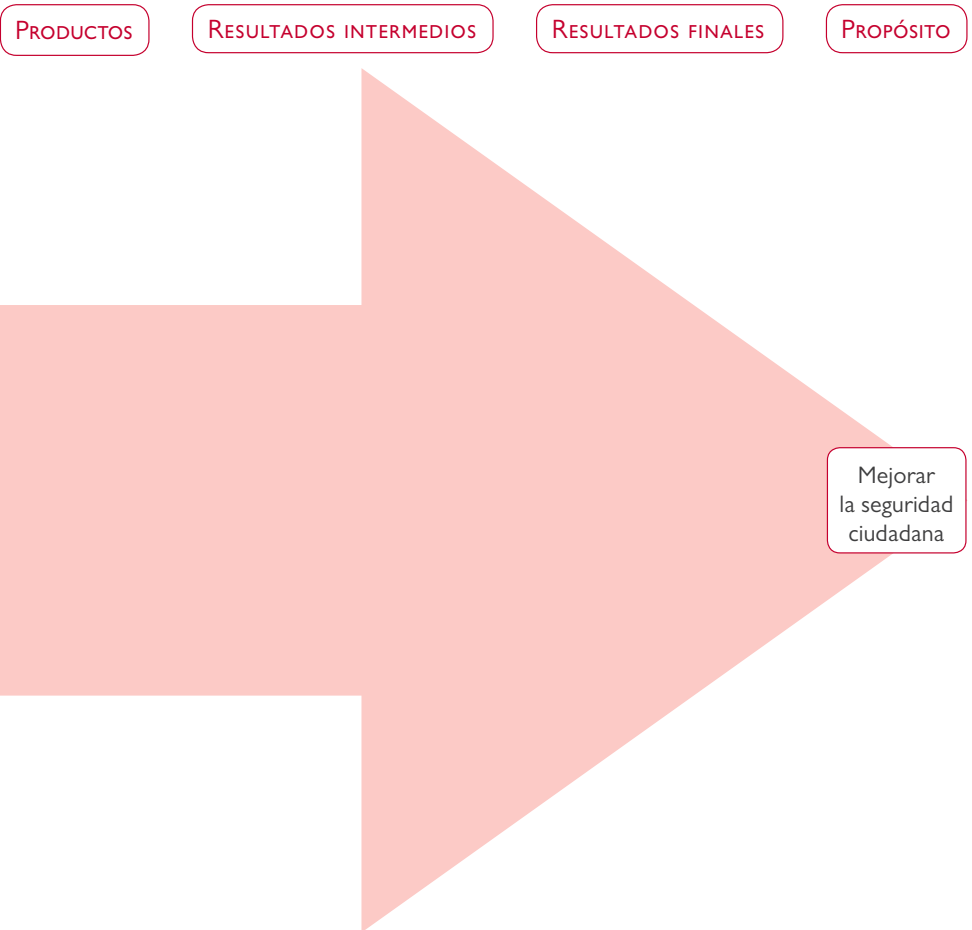 Productos
Resultados intermedios
Resultados finales
Propósito
Mejorar
la seguridad
ciudadana